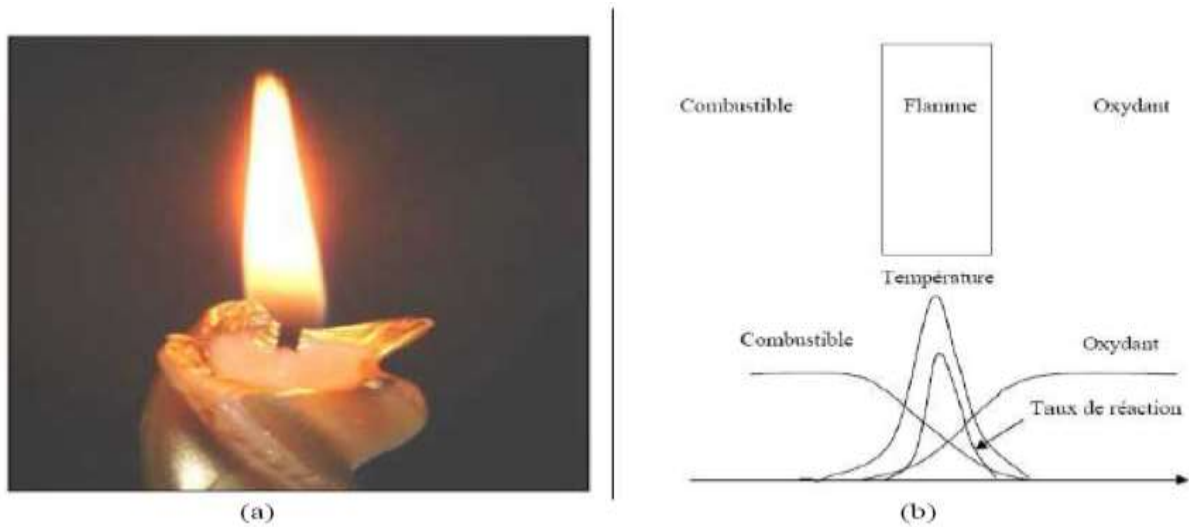 Combustible
Flamme
Oxydant
Température
Combustible
Oxydant
Taux de réaction
(a)
(b)